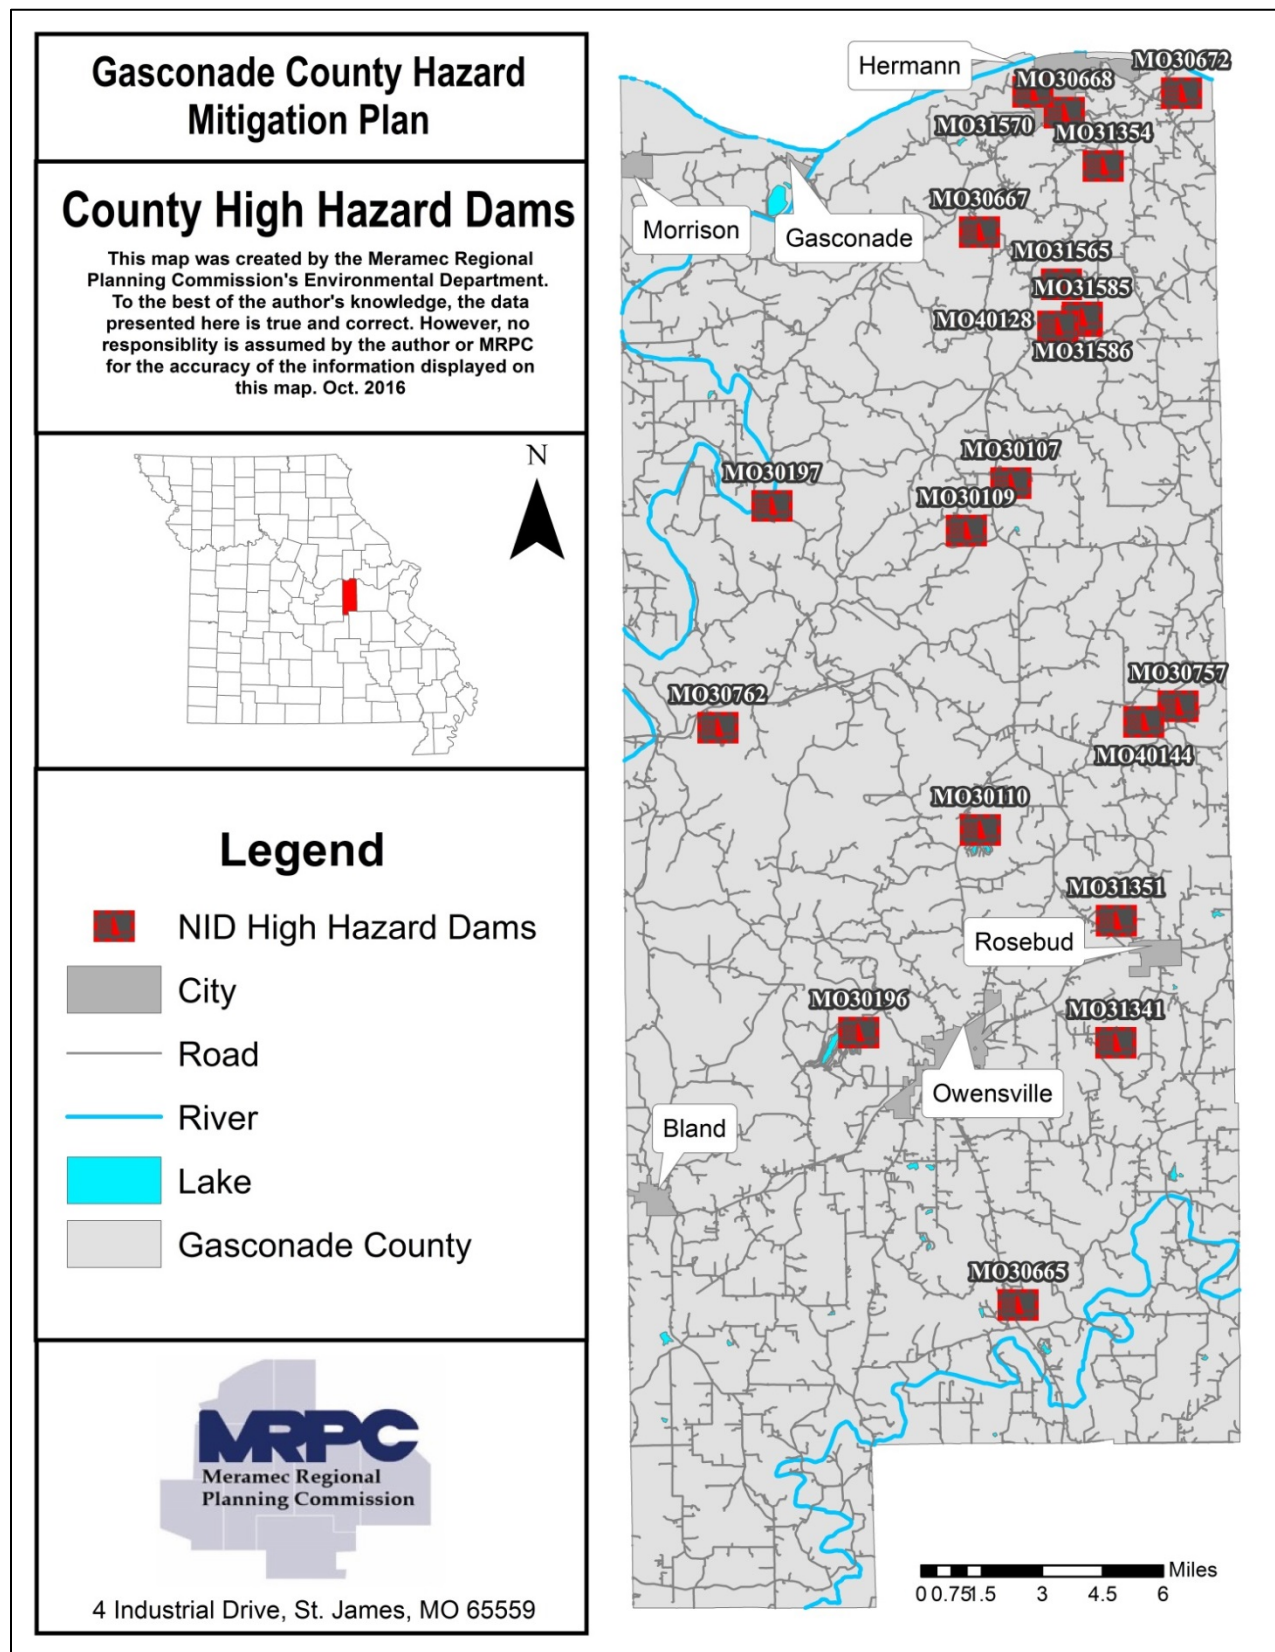 Gasconade County Hazard
Mitigation Plan
County High Hazard Dams
This map was created by the Meramec Regional
Planning Commission's Environmental Department.
To the best of the author's knowledge, the data
presented here is true and correct. However, no
responsiblity is assumed by the author or MRPC
for the accuracy of the information displayed on
this map. Oct. 2016
N
Legend
NID High Hazard Dams
City
Road
River
Lake
Gasconade County
MRPC
Meramec Regional
Planning Commission
4 Industrial Drive, St. James, MO 65559
Hermann
MO30672
MO30668
MO31570
MO31354
Morrison
Gasconade
MO30667
MO31565
MO31585
MO40128
MO31586
MO30107
MO30197
MO30109
MO30757
MO30762
MO40144
MO30110
MO31351
Rosebud
MO30196
MO31341
Owensville
Bland
MO30665
Miles
0 0.75 1.5 3 4.5 6